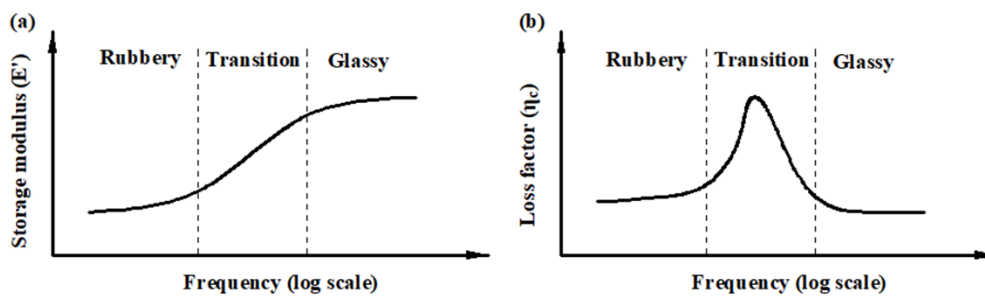 (a)
Storage modulus (E')
Rubbery Transition Glassy
Frequency (log scale)
(b)
Loss factor (ηc)
Rubbery Transition Glassy
Frequency (log scale)